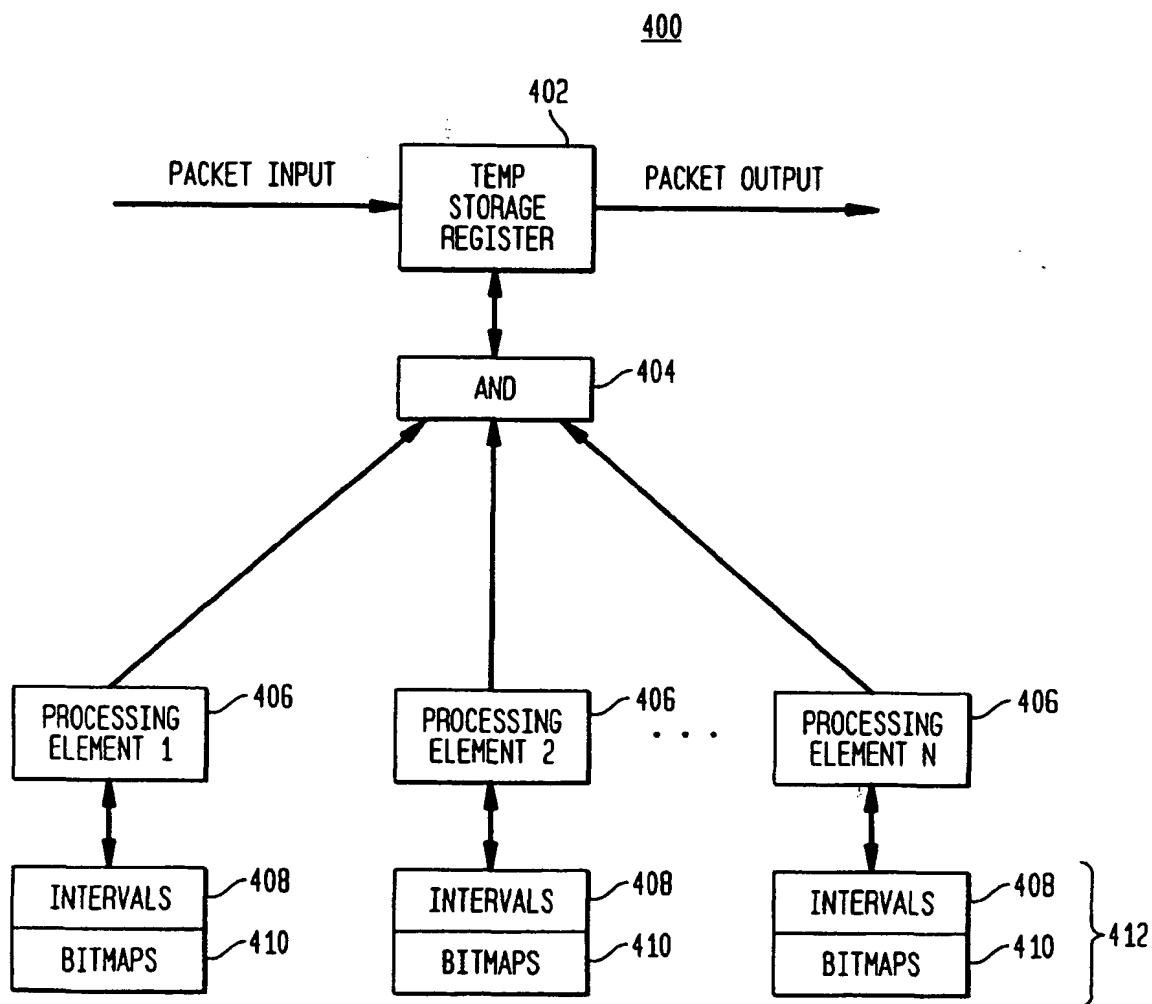 400
402
PACKET INPUT
TEMP
STORAGE
REGISTER
PACKET OUTPUT
AND
404
PROCESSING
ELEMENT 1
406
PROCESSING
ELEMENT 2
406
. . .
PROCESSING
ELEMENT N
406
INTERVALS
408
BITMAPS
410
INTERVALS
408
BITMAPS
410
INTERVALS
408
BITMAPS
410
412